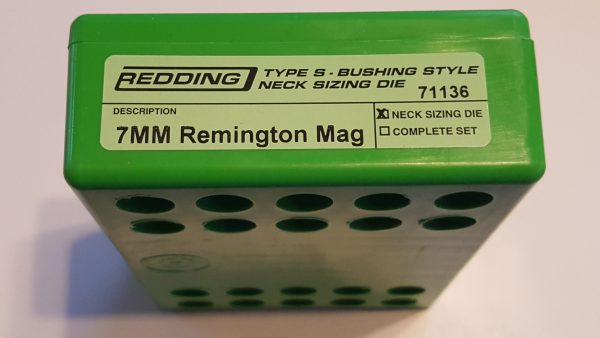 REDDING
TYPE S - BUSHING STYLE
NECK SIZING DIE
71136
DESCRIPTION
7MM Remington Mag
NECK SIZING DIE
COMPLETE SET